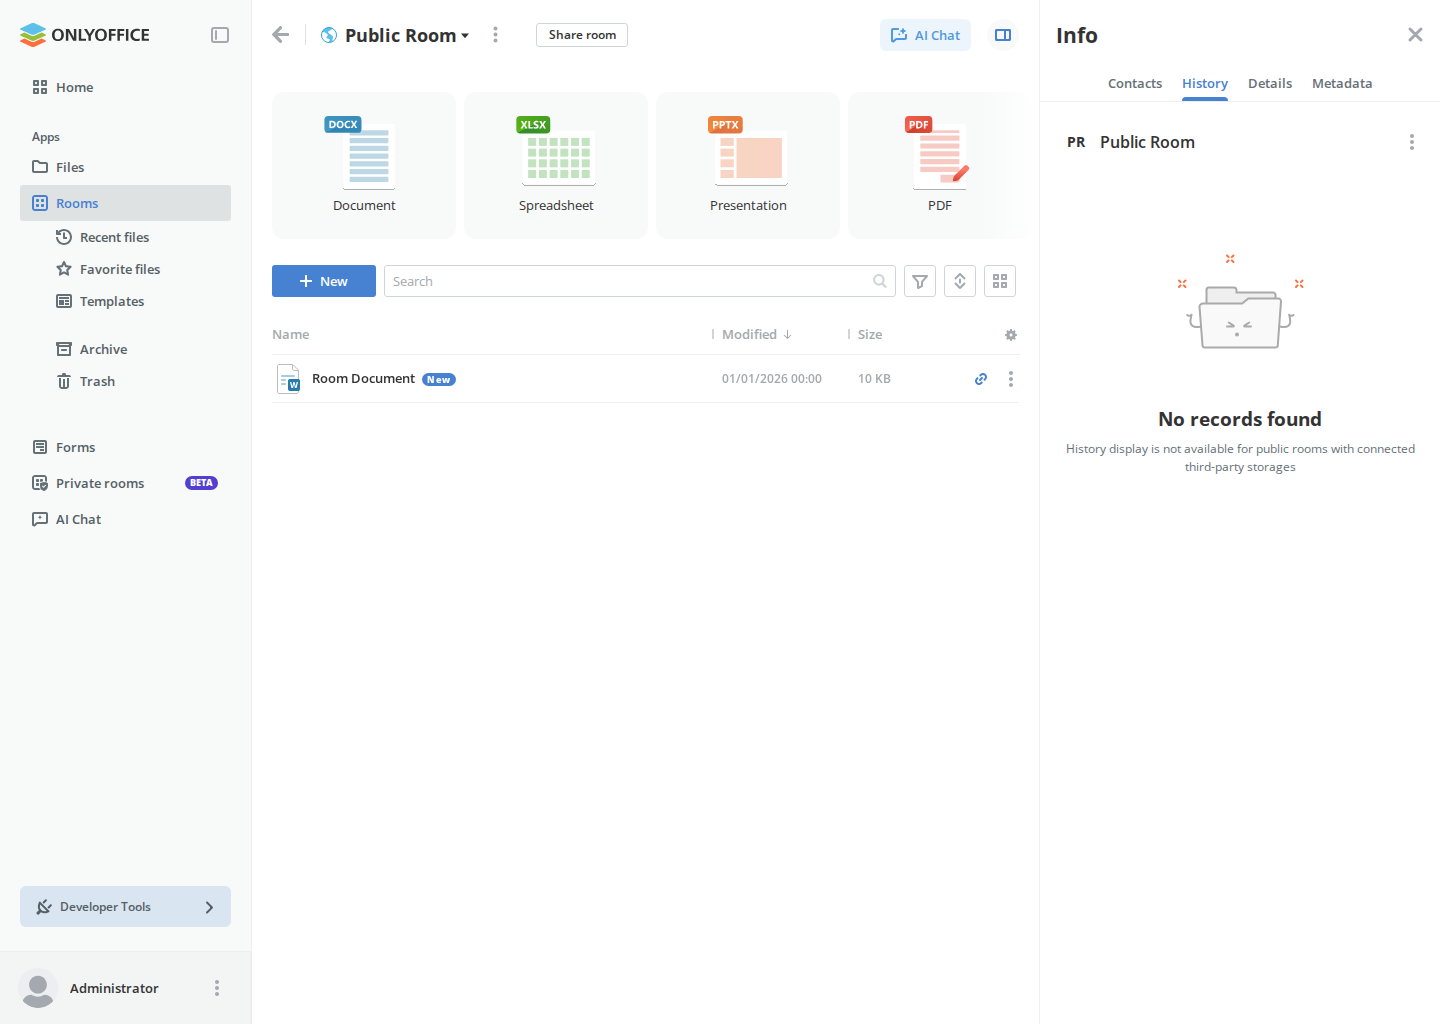 ONLYOFFICE
Home
Apps
Files
Rooms
Recent files
Favorite files
Templates
Archive
Trash
Forms
Private rooms BETA
AI Chat
Developer Tools
Administrator
Public Room
Share room
AI Chat
DOCX
Document
XLSX
Spreadsheet
PPTX
Presentation
PDF
PDF
New
Search
Name Modified Size
Room Document New 01/01/2026 00:00 10 KB
W
Info
Contacts History Details Metadata
PR Public Room
No records found
History display is not available for public rooms with connected
third-party storages